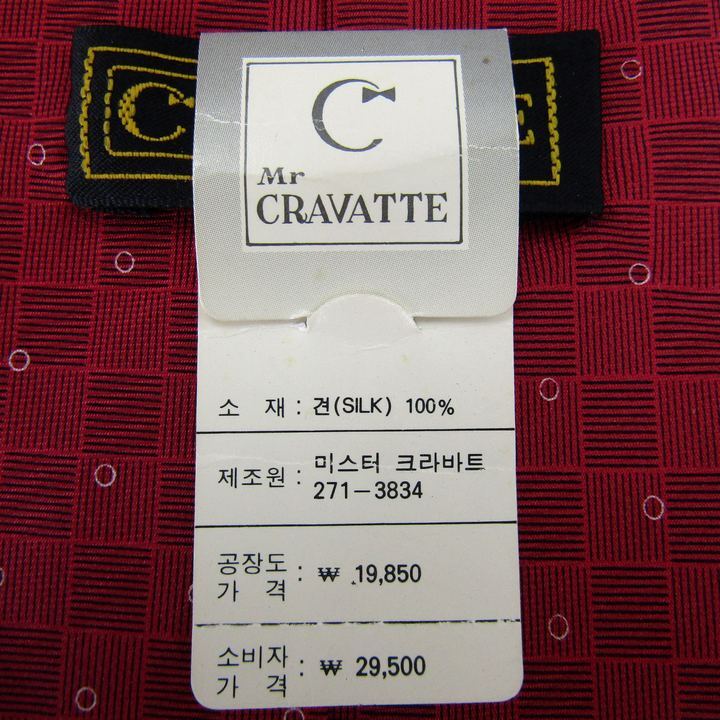 C
Mr
CRAVATTE
소 재 : 견(SILK) 100%
제조원 : 미스터 크라바트
271-3834
공장도 가 격 : ₩ 19,850
소비자 가 격 : ₩ 29,500